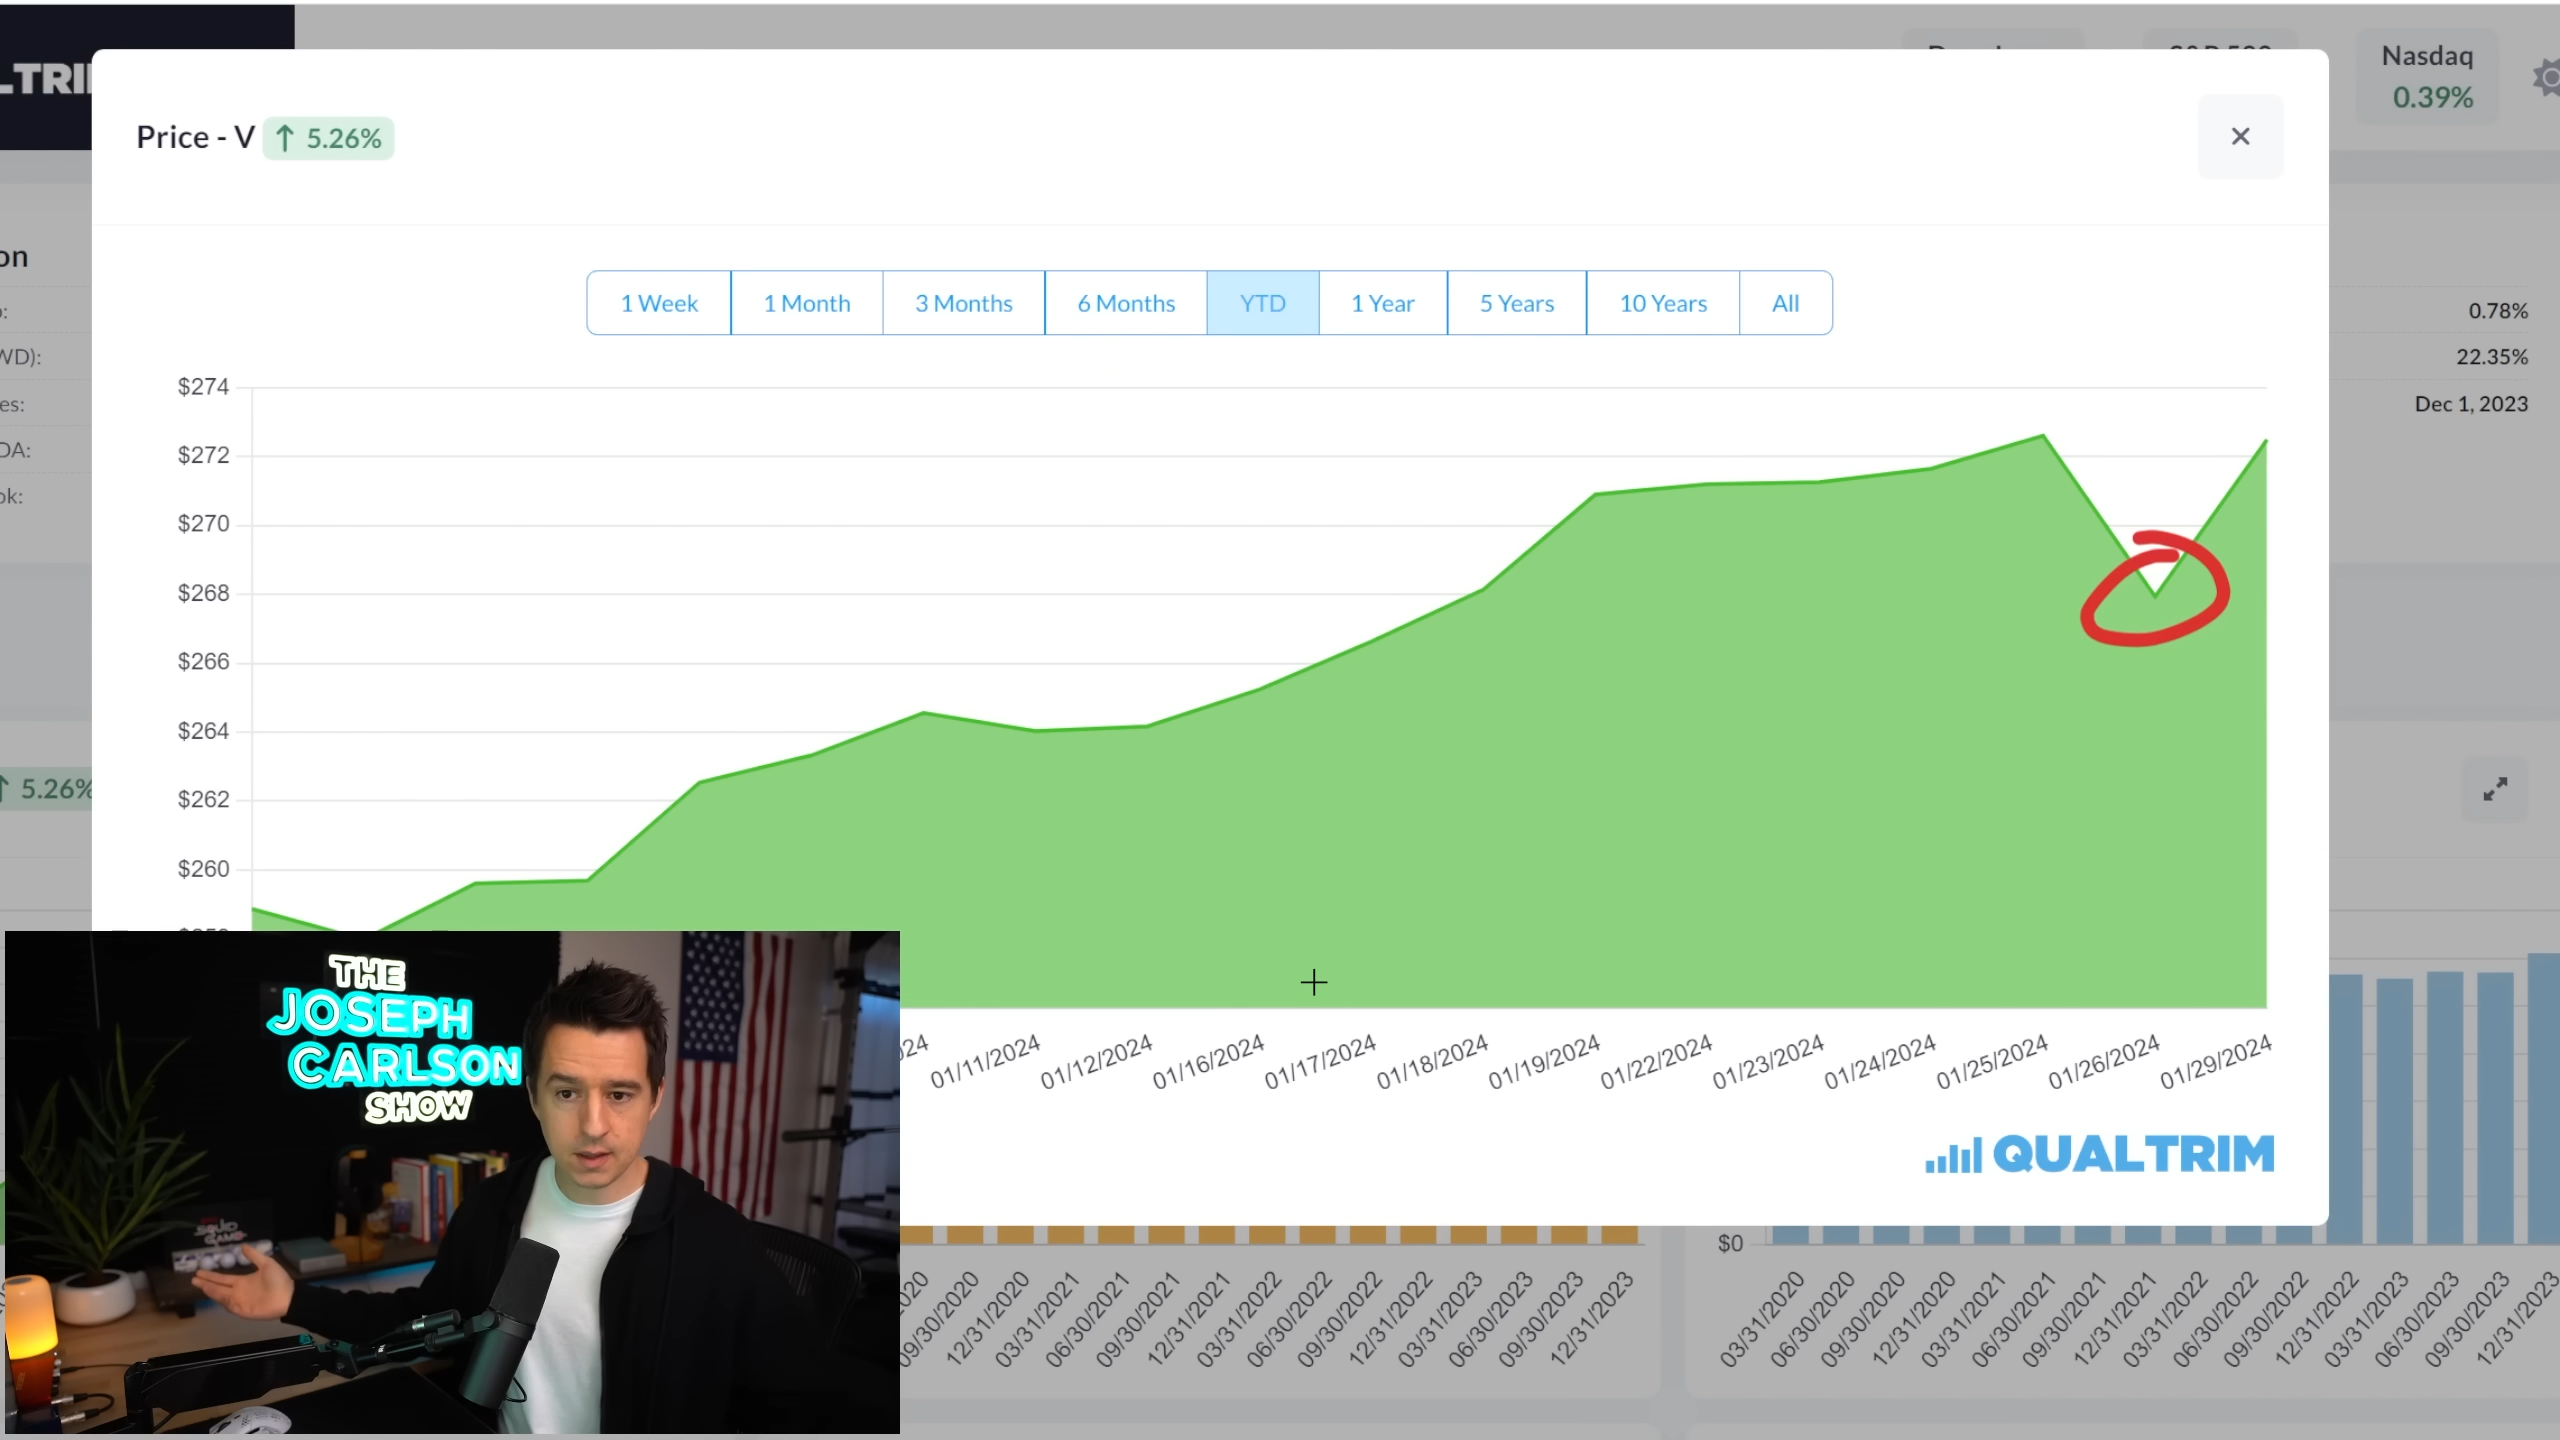 LTRI
Nasdaq
0.39%
Price - V ↑ 5.26%
×
on
1 Week
1 Month
3 Months
6 Months
YTD
1 Year
5 Years
10 Years
All
0.78%
WD):
22.35%
es:
Dec 1, 2023
DA:
ok:
$274
$272
$270
$268
$266
$264
$262
$260
↑ 5.26%
THE
JOSEPH
CARLSON
SHOW
01/11/2024
01/12/2024
01/16/2024
01/17/2024
01/18/2024
01/19/2024
01/22/2024
01/23/2024
01/24/2024
01/25/2024
01/26/2024
01/29/2024
QUALTRIM
$0
09/30/2020
12/31/2020
03/31/2021
06/30/2021
09/30/2021
12/31/2021
03/31/2022
06/30/2022
09/30/2022
12/31/2022
03/31/2023
06/30/2023
09/30/2023
12/31/2023
03/31/2020
06/30/2020
09/30/2020
12/31/2020
03/31/2021
06/30/2021
09/30/2021
12/31/2021
03/31/2022
06/30/2022
09/30/2022
12/31/2022
03/31/2023
06/30/2023
09/30/2023
12/31/2023